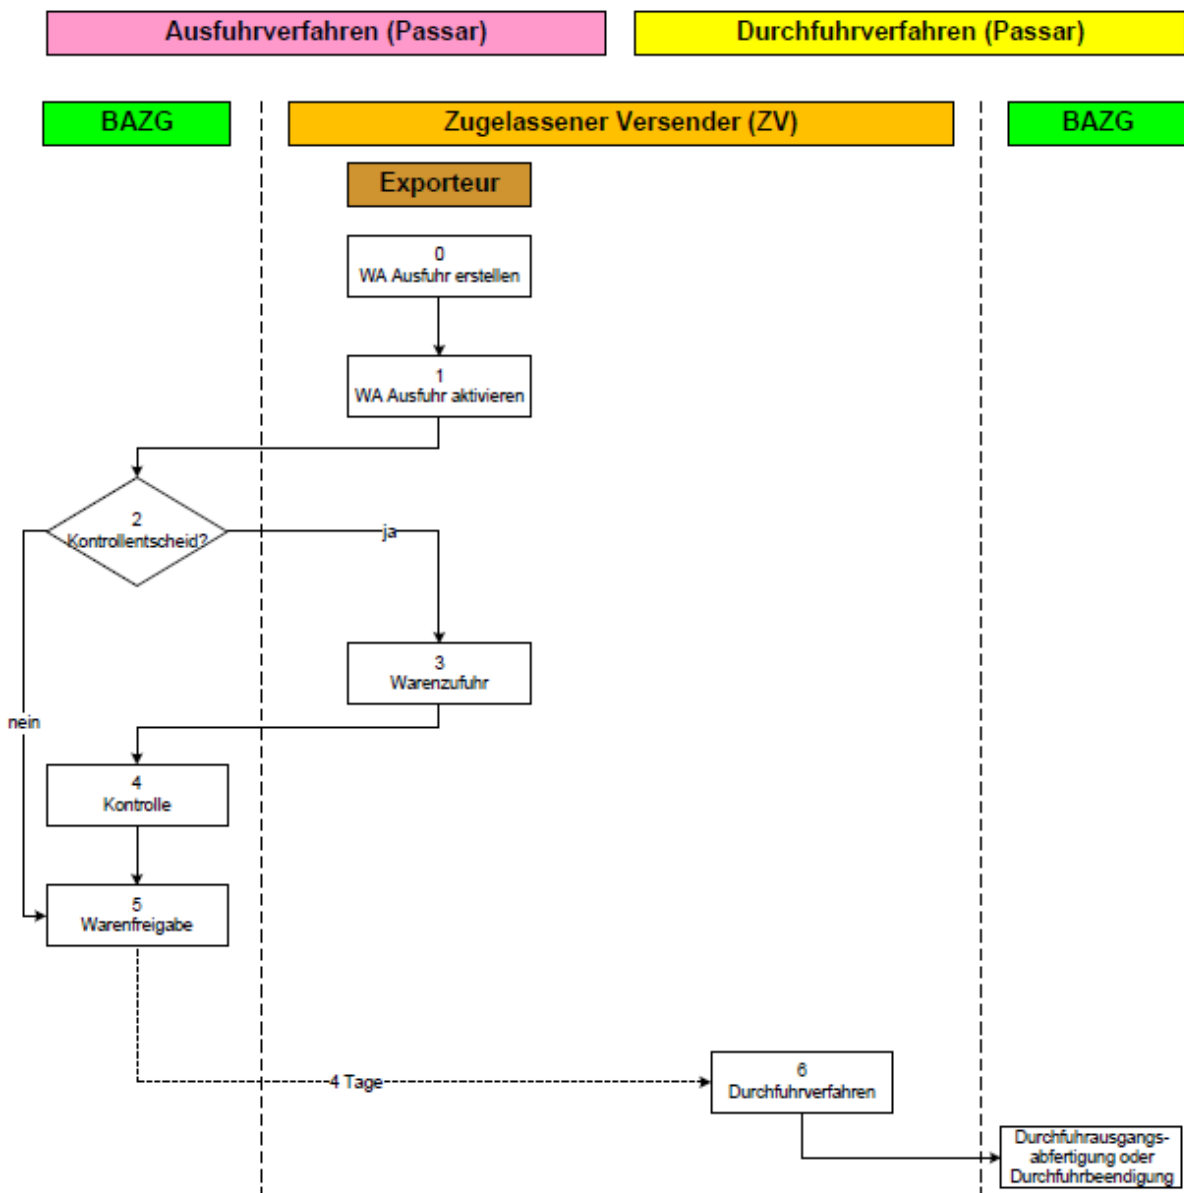 Ausfuhrverfahren (Passar)
Durchfuhrverfahren (Passar)
BAZG
Zugelassener Versender (ZV)
BAZG
Exporteur
0
WA Ausfuhr erstellen
1
WA Ausfuhr aktivieren
2
Kontrollentscheid?
ja
3
Warenzufuhr
nein
4
Kontrolle
5
Warenfreigabe
4 Tage
6
Durchfuhrverfahren
Durchfuhrausgangs-
abfertigung oder
Durchfuhrbeendigung